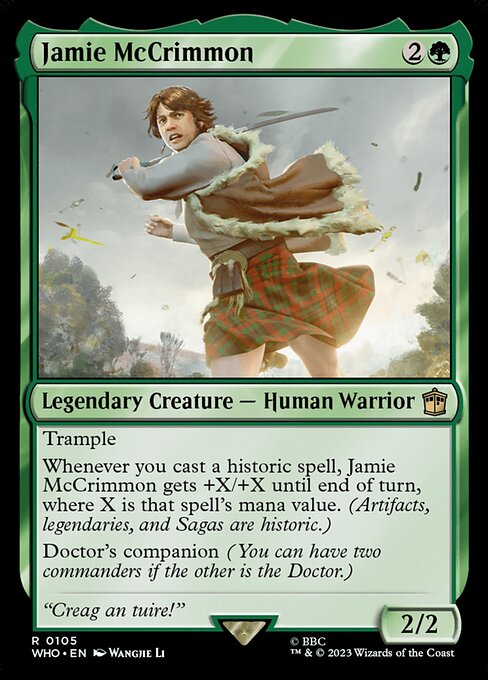 Jamie McCrimmon 2
Legendary Creature — Human Warrior
Trample
Whenever you cast a historic spell, Jamie
McCrimmon gets +X/+X until end of turn,
where X is that spell's mana value. (Artifacts,
legendaries, and Sagas are historic.)
Doctor's companion (You can have two
commanders if the other is the Doctor.)
"Creag an tuire!"
2/2
R 0105
WHO • EN Wangjie Li
© BBC
™ & © 2023 Wizards of the Coast